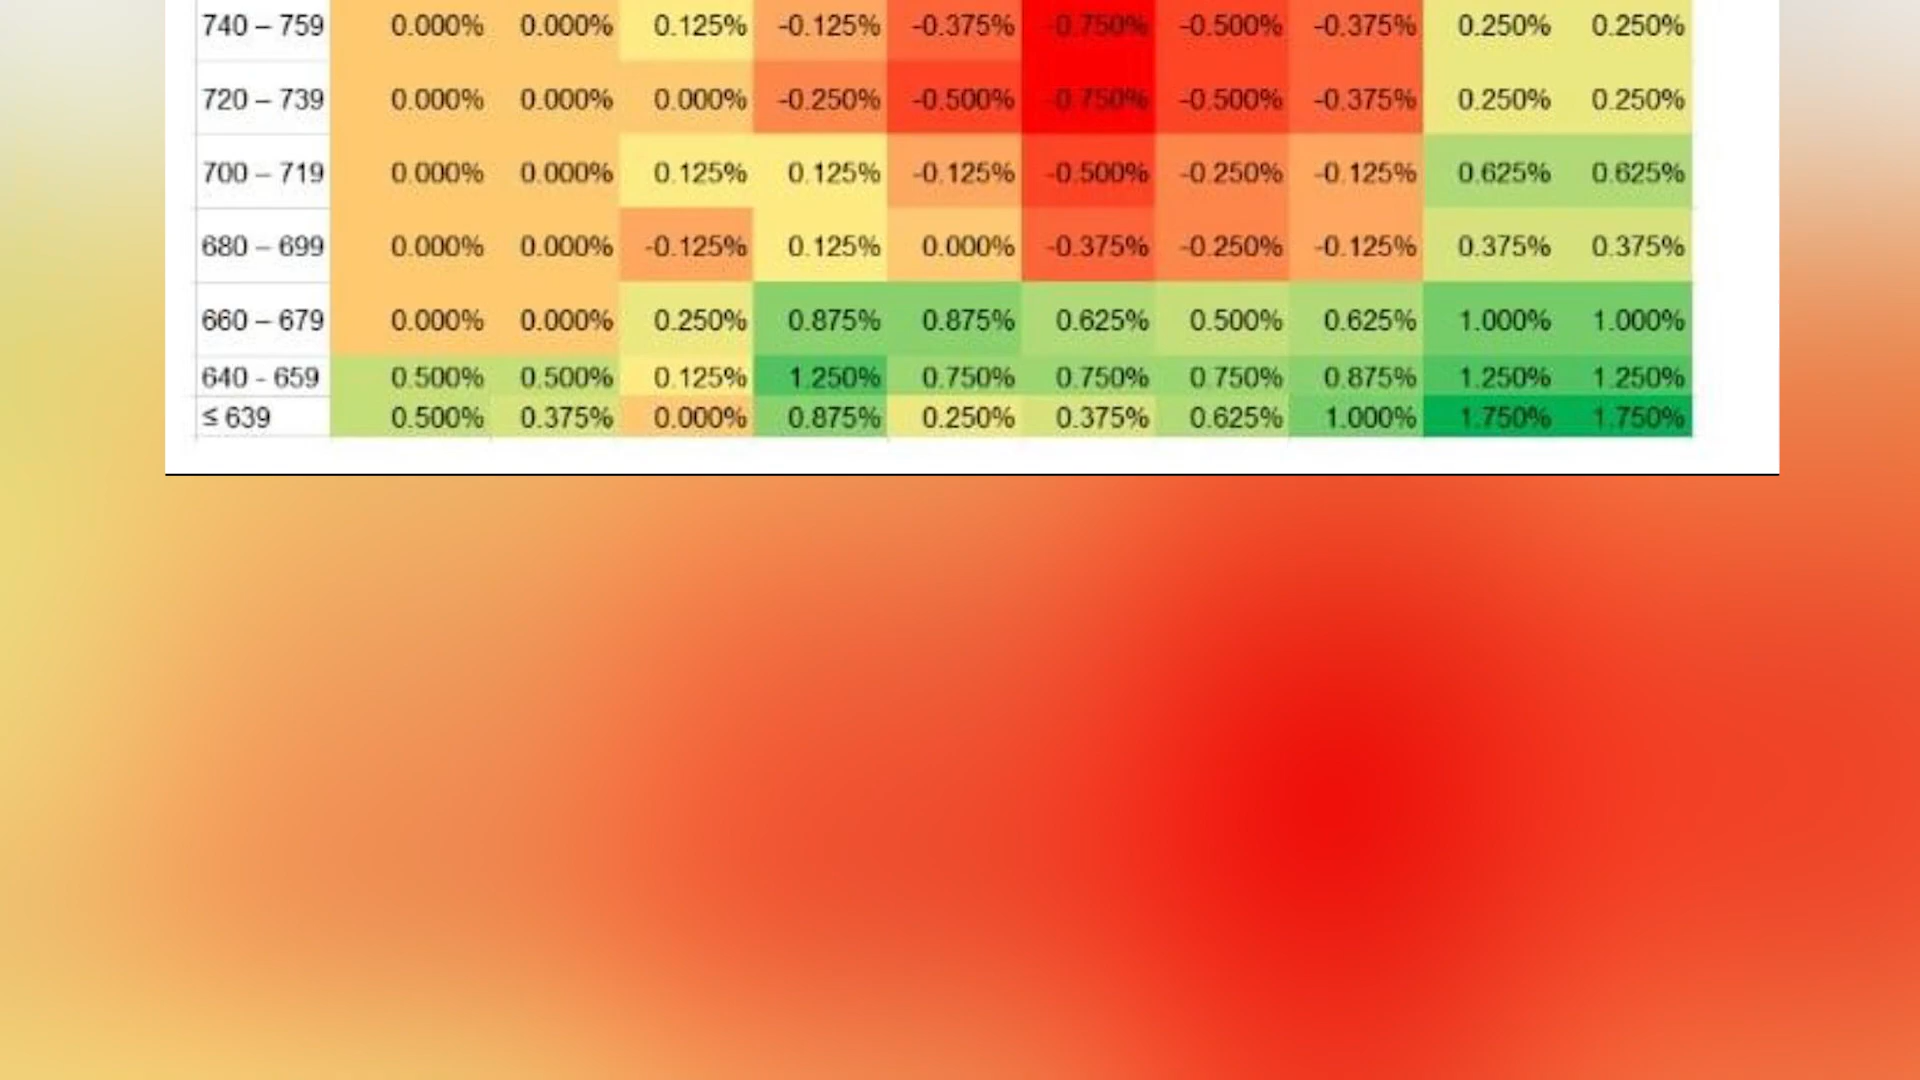 740 – 759 0.000% 0.000% 0.125% -0.125% -0.375% -0.750% -0.500% -0.375% 0.250% 0.250%
720 – 739 0.000% 0.000% 0.000% -0.250% -0.500% -0.750% -0.500% -0.375% 0.250% 0.250%
700 – 719 0.000% 0.000% 0.125% 0.125% -0.125% -0.500% -0.250% -0.125% 0.625% 0.625%
680 – 699 0.000% 0.000% -0.125% 0.125% 0.000% -0.375% -0.250% -0.125% 0.375% 0.375%
660 – 679 0.000% 0.000% 0.250% 0.875% 0.875% 0.625% 0.500% 0.625% 1.000% 1.000%
640 - 659 0.500% 0.500% 0.125% 1.250% 0.750% 0.750% 0.750% 0.875% 1.250% 1.250%
≤ 639 0.500% 0.375% 0.000% 0.875% 0.250% 0.375% 0.625% 1.000% 1.750% 1.750%